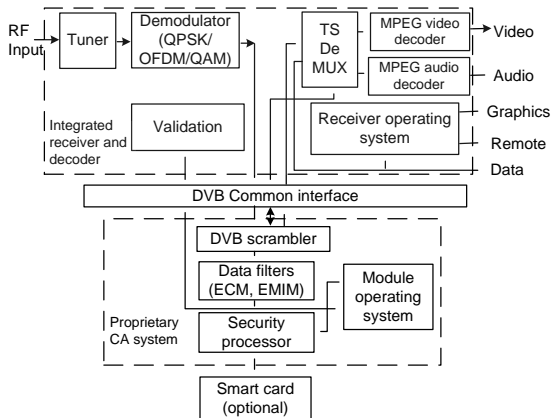 RF
Input
Tuner
Demodulator
(QPSK/
OFDM/QAM)
TS
De
MUX
MPEG video
decoder
Video
MPEG audio
decoder
Audio
Integrated
receiver and
decoder
Validation
Receiver operating
system
Graphics
Remote
Data
DVB Common interface
DVB scrambler
Data filters
(ECM, EMIM)
Module
operating
system
Proprietary
CA system
Security
processor
Smart card
(optional)